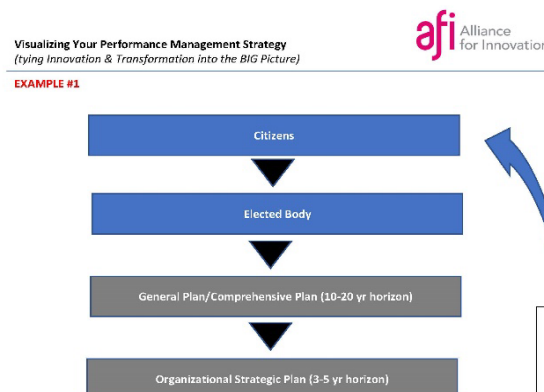 afi Alliance
for Innovation
Visualizing Your Performance Management Strategy
(tying Innovation & Transformation into the BIG Picture)
EXAMPLE #1
Citizens
Elected Body
General Plan/Comprehensive Plan (10-20 yr horizon)
Organizational Strategic Plan (3-5 yr horizon)